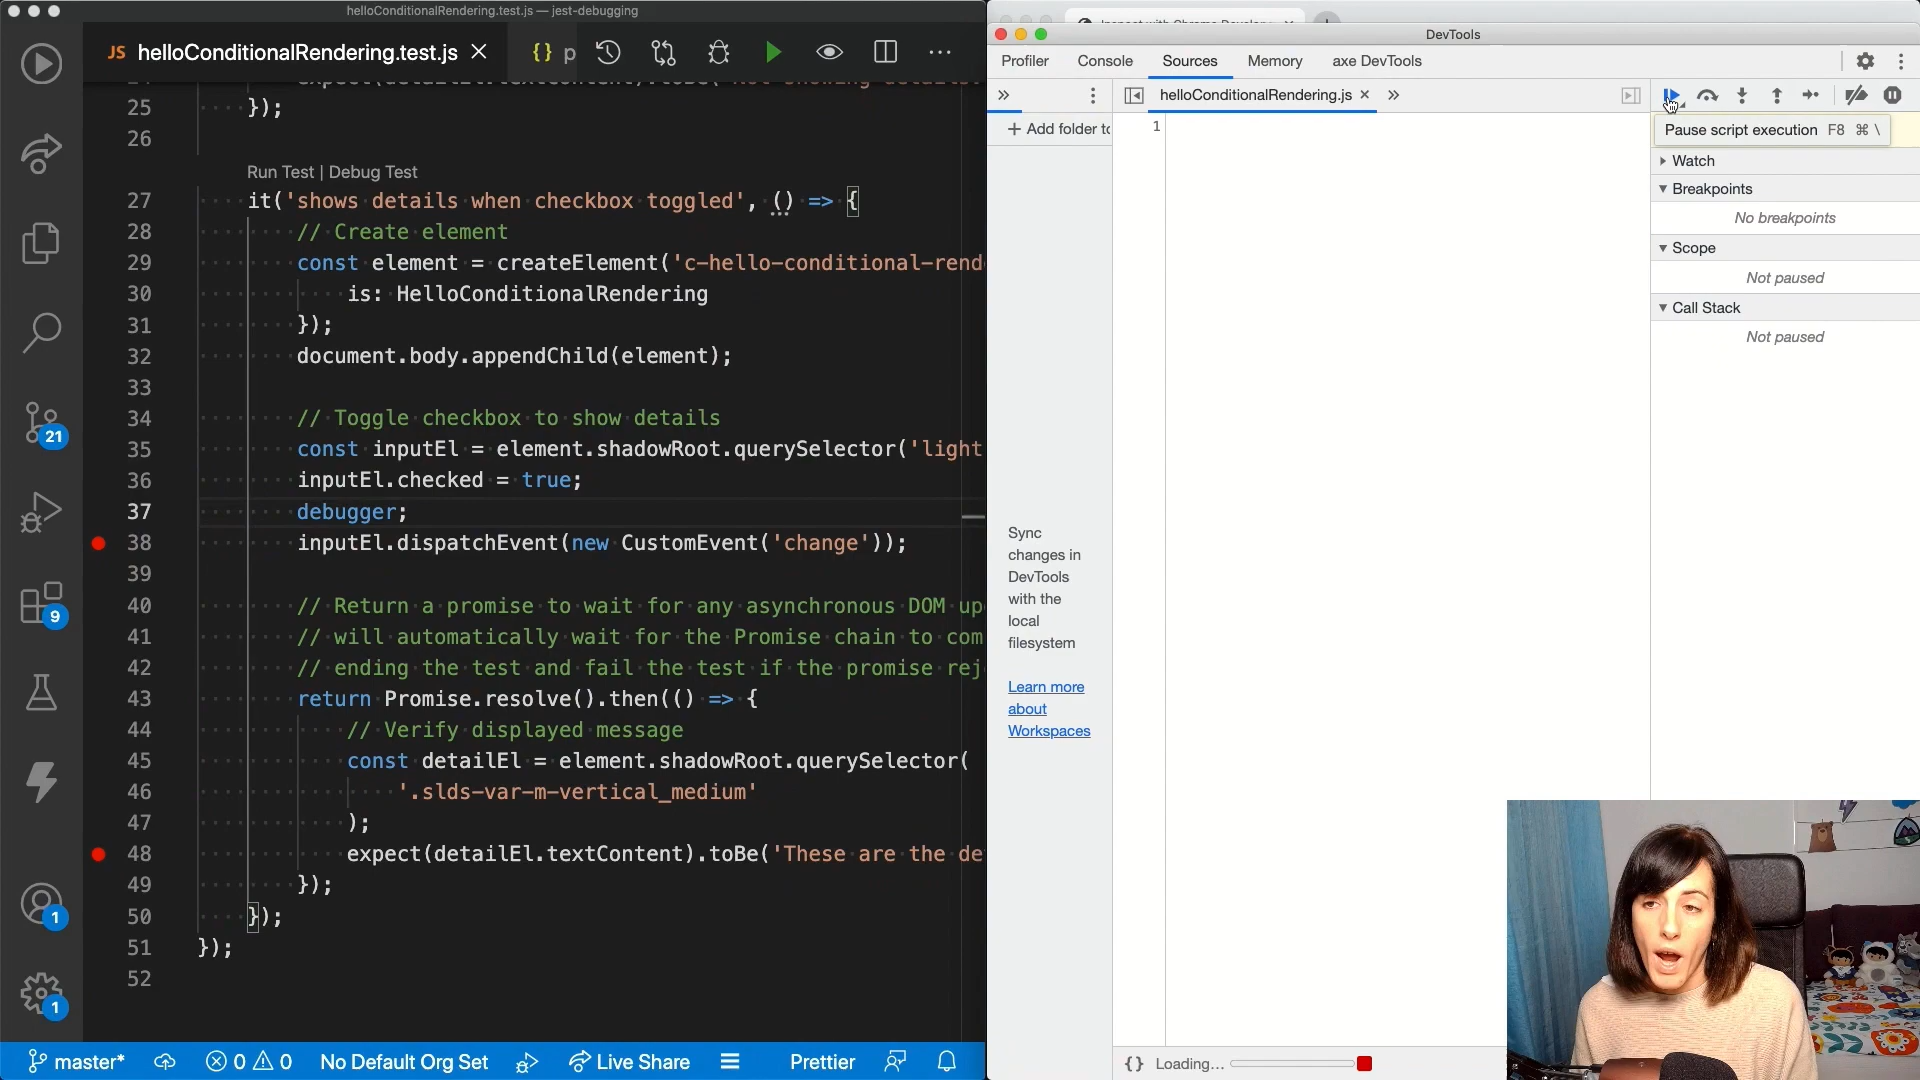 helloConditionalRendering.test.js — jest-debugging
JS helloConditionalRendering.test.js
{} p
25 });
26
Run Test | Debug Test
27 it('shows details when checkbox toggled', () => {
28 // Create element
29 const element = createElement('c-hello-conditional-rend
30 is: HelloConditionalRendering
31 });
32 document.body.appendChild(element);
33
34 // Toggle checkbox to show details
35 const inputEl = element.shadowRoot.querySelector('light
36 inputEl.checked = true;
37 debugger;
38 inputEl.dispatchEvent(new CustomEvent('change'));
39
40 // Return a promise to wait for any asynchronous DOM up
41 // will automatically wait for the Promise chain to com
42 // ending the test and fail the test if the promise rej
43 return Promise.resolve().then(() => {
44 // Verify displayed message
45 const detailEl = element.shadowRoot.querySelector(
46 '.slds-var-m-vertical_medium'
47 );
48 expect(detailEl.textContent).toBe('These are the de
49 });
50 });
51 });
52
21
9
1
1
master* 0 0 No Default Org Set Live Share Prettier
DevTools
Profiler Console Sources Memory axe DevTools
» helloConditionalRendering.js × »
+ Add folder to
1
Pause script execution F8 ⌘ \
Watch
Breakpoints
No breakpoints
Scope
Not paused
Call Stack
Not paused
Sync
changes in
DevTools
with the
local
filesystem
Learn more
about
Workspaces
{} Loading...